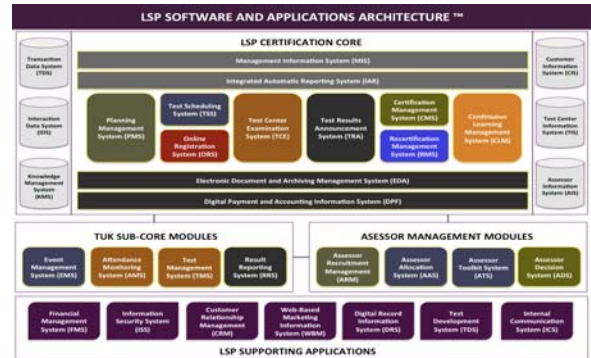 LSP SOFTWARE AND APPLICATIONS ARCHITECTURE ™
LSP CERTIFICATION CORE
Management Information System (MIS)
Integrated Automatic Reporting System (IAR)
Transaction
Data System
(TDS)
Interaction
Data System
(IDS)
Knowledge
Management
System
(KMS)
Planning
Management
System (PMS)
Test Scheduling
System (TSS)
Online
Registration
System (ORS)
Test Center
Examination
System (TCE)
Test Results
Announcement
System (TRA)
Certification
Management
System (CMS)
Recertification
Management
System (RMS)
Continuous
Learning
Management
System (CLM)
Customer
Information
System (CIS)
Test Center
Information
System (TIS)
Assessor
Information
System (AIS)
Electronic Document and Archiving Management System (EDA)
Digital Payment and Accounting Information System (DPF)
TUK SUB-CORE MODULES
Event
Management
System (EMS)
Attendance
Monitoring
System (AMS)
Test
Management
System (TMS)
Result
Reporting
System (RRS)
ASESSOR MANAGEMENT MODULES
Assessor
Recruitment
Management
(ARM)
Assessor
Allocation
System (AAS)
Assessor
Toolkit System
(ATS)
Assessor
Decision
System (ADS)
Financial
Management
System (FMS)
Information
Security System
(ISS)
Customer
Relationship
Management
(CRM)
Web-Based
Marketing
Information
System (WBM)
Digital Record
Information
System (DRS)
Test
Development
System (TDS)
Internal
Communication
System (ICS)
LSP SUPPORTING APPLICATIONS